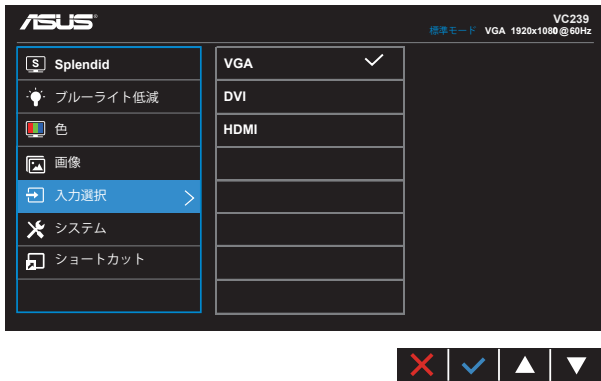 ASUS
VC239
標準モード VGA 1920x1080@60Hz
S Splendid
ブルーライト低減
色
画像
入力選択
システム
ショートカット
VGA
DVI
HDMI